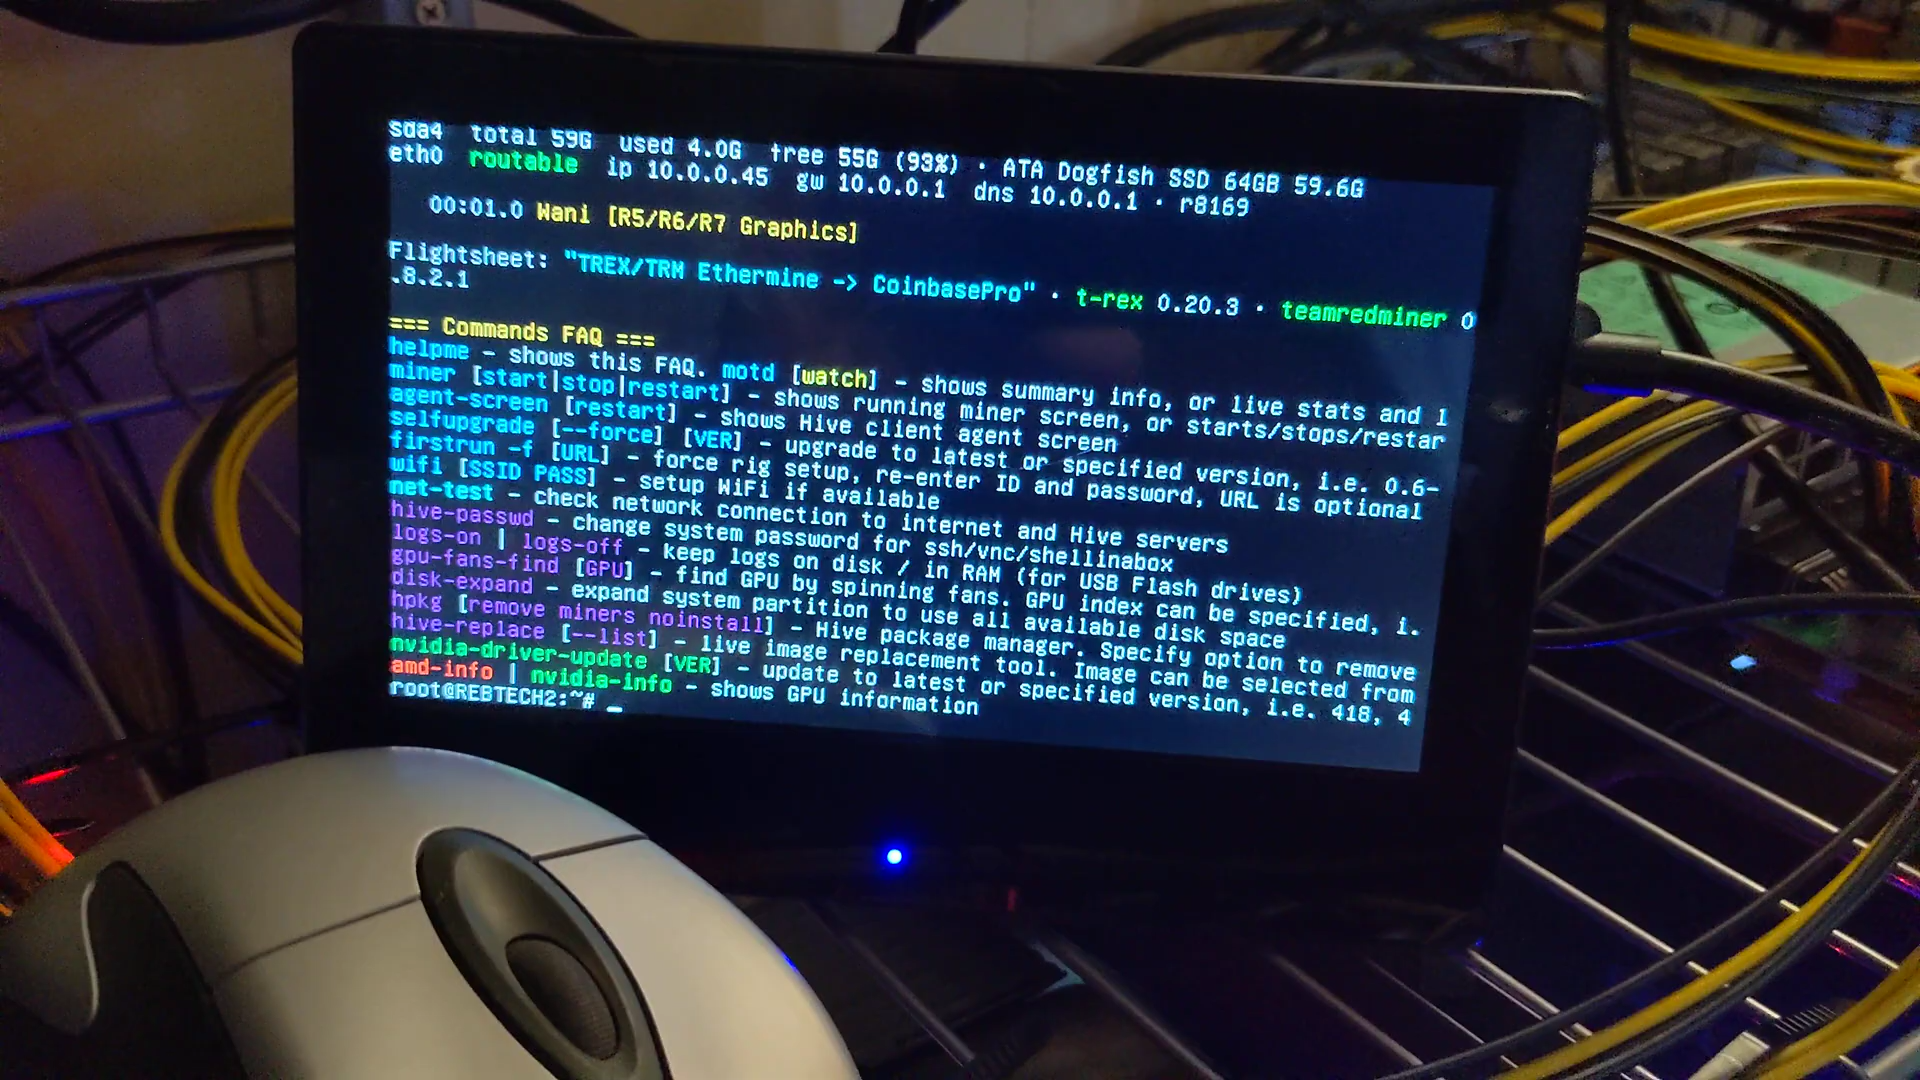 sda4 total 59G used 4.0G free 55G (93%) · ATA Dogfish SSD 64GB 59.6G
eth0 routable ip 10.0.0.45 gw 10.0.0.1 dns 10.0.0.1 · r8169
00:01.0 Wani [R5/R6/R7 Graphics]
Flightsheet: "TREX/TRM Ethermine -> CoinbasePro" · t-rex 0.20.3 · teamredminer 0
.8.2.1
=== Commands FAQ ===
helpme - shows this FAQ. motd [watch] - shows summary info, or live stats and l
miner [start|stop|restart] - shows running miner screen, or starts/stops/restar
agent-screen [restart] - shows Hive client agent screen
selfupgrade [--force] [VER] - upgrade to latest or specified version, i.e. 0.6-
firstrun -f [URL] - force rig setup, re-enter ID and password, URL is optional
wifi [SSID PASS] - setup WiFi if available
net-test - check network connection to internet and Hive servers
hive-passwd - change system password for ssh/vnc/shellinabox
logs-on | logs-off - keep logs on disk / in RAM (for USB Flash drives)
gpu-fans-find [GPU] - find GPU by spinning fans. GPU index can be specified, i.
disk-expand - expand system partition to use all available disk space
hpkg [remove miners noinstall] - Hive package manager. Specify option to remove
hive-replace [--list] - live image replacement tool. Image can be selected from
nvidia-driver-update [VER] - update to latest or specified version, i.e. 418, 4
amd-info | nvidia-info - shows GPU information
root@REBTECH2:~# _